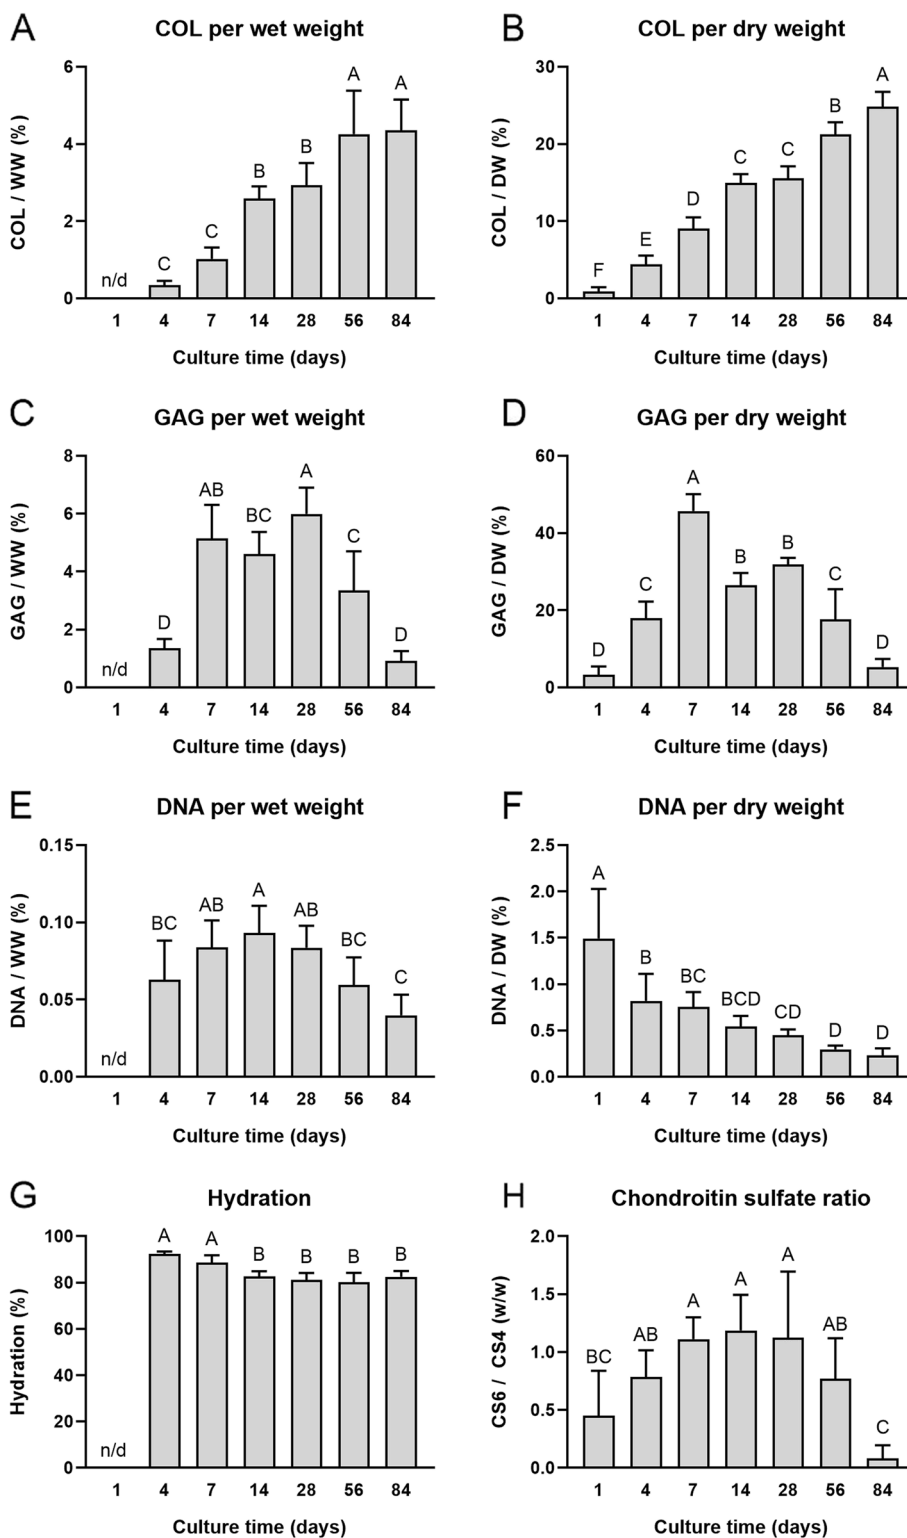 A COL per wet weight
COL / WW (%)
6
4
2
0
n/d
C
C
B
B
A
A
1 4 7 14 28 56 84
Culture time (days)
B COL per dry weight
COL / DW (%)
30
20
10
0
F
E
D
C
C
B
A
1 4 7 14 28 56 84
Culture time (days)
C GAG per wet weight
GAG / WW (%)
8
6
4
2
0
n/d
D
AB
BC
A
C
D
1 4 7 14 28 56 84
Culture time (days)
D GAG per dry weight
GAG / DW (%)
60
40
20
0
D
C
A
B
B
C
D
1 4 7 14 28 56 84
Culture time (days)
E DNA per wet weight
DNA / WW (%)
0.15
0.10
0.05
0.00
n/d
BC
AB
A
AB
BC
C
1 4 7 14 28 56 84
Culture time (days)
F DNA per dry weight
DNA / DW (%)
2.5
2.0
1.5
1.0
0.5
0.0
A
B
BC
BCD
CD
D
D
1 4 7 14 28 56 84
Culture time (days)
G Hydration
Hydration (%)
100
80
60
40
20
0
n/d
A
A
B
B
B
B
1 4 7 14 28 56 84
Culture time (days)
H Chondroitin sulfate ratio
CS6 / CS4 (w/w)
2.0
1.5
1.0
0.5
0.0
BC
AB
A
A
A
AB
C
1 4 7 14 28 56 84
Culture time (days)